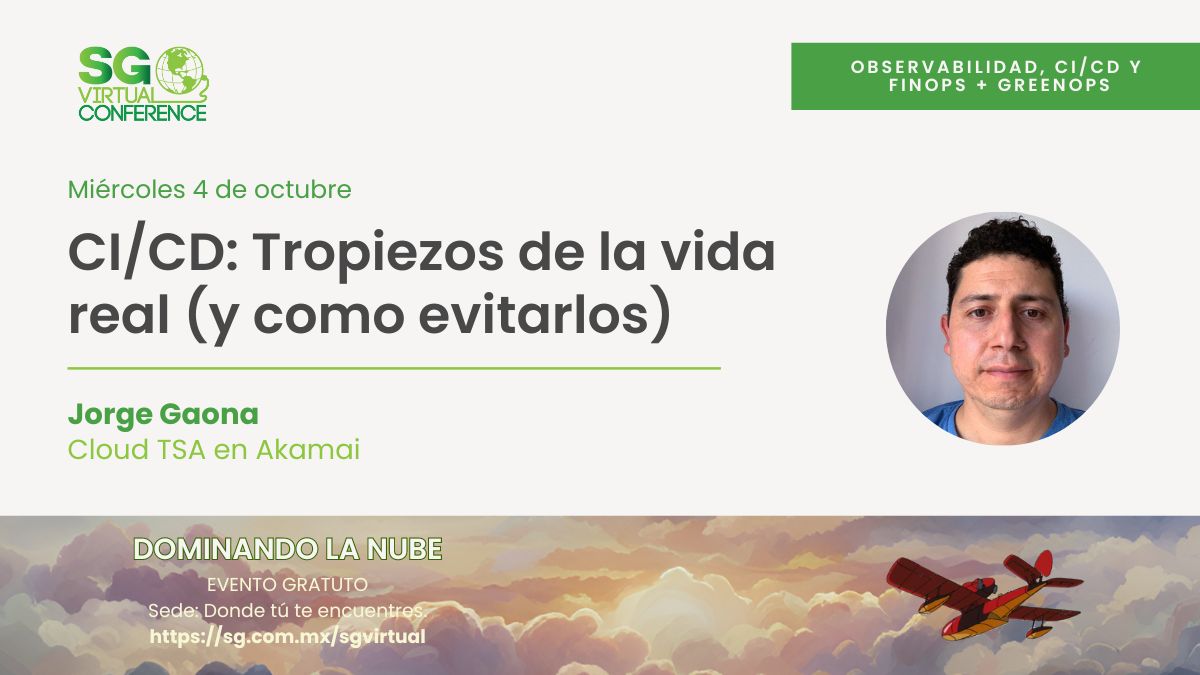 SG
VIRTUAL
CONFERENCE
OBSERVABILIDAD, CI/CD Y
FINOPS + GREENOPS
Miércoles 4 de octubre
CI/CD: Tropiezos de la vida
real (y como evitarlos)
Jorge Gaona
Cloud TSA en Akamai
DOMINANDO LA NUBE
EVENTO GRATUTO
Sede: Donde tú te encuentros.
https://sg.com.mx/sgvirtual